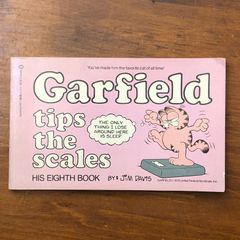 "You've made him the favorite cat of all time"
Garfield
tips
the
scales
THE ONLY
THING I LOSE
AROUND HERE
IS SLEEP
HIS EIGHTH BOOK
BY: JIM DAVIS